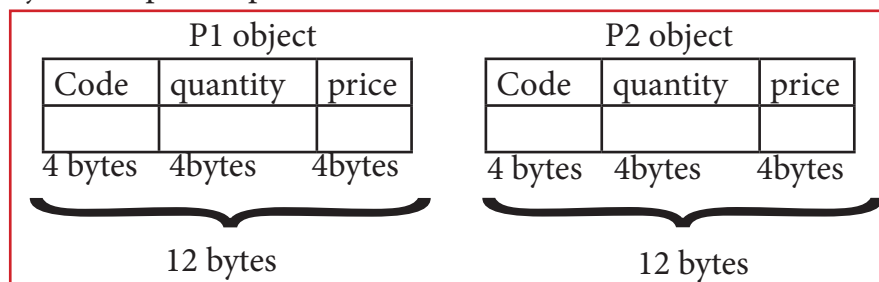 P1 object P2 object
Code quantity price Code quantity price
4 bytes 4bytes 4bytes 4 bytes 4bytes 4bytes
12 bytes 12 bytes